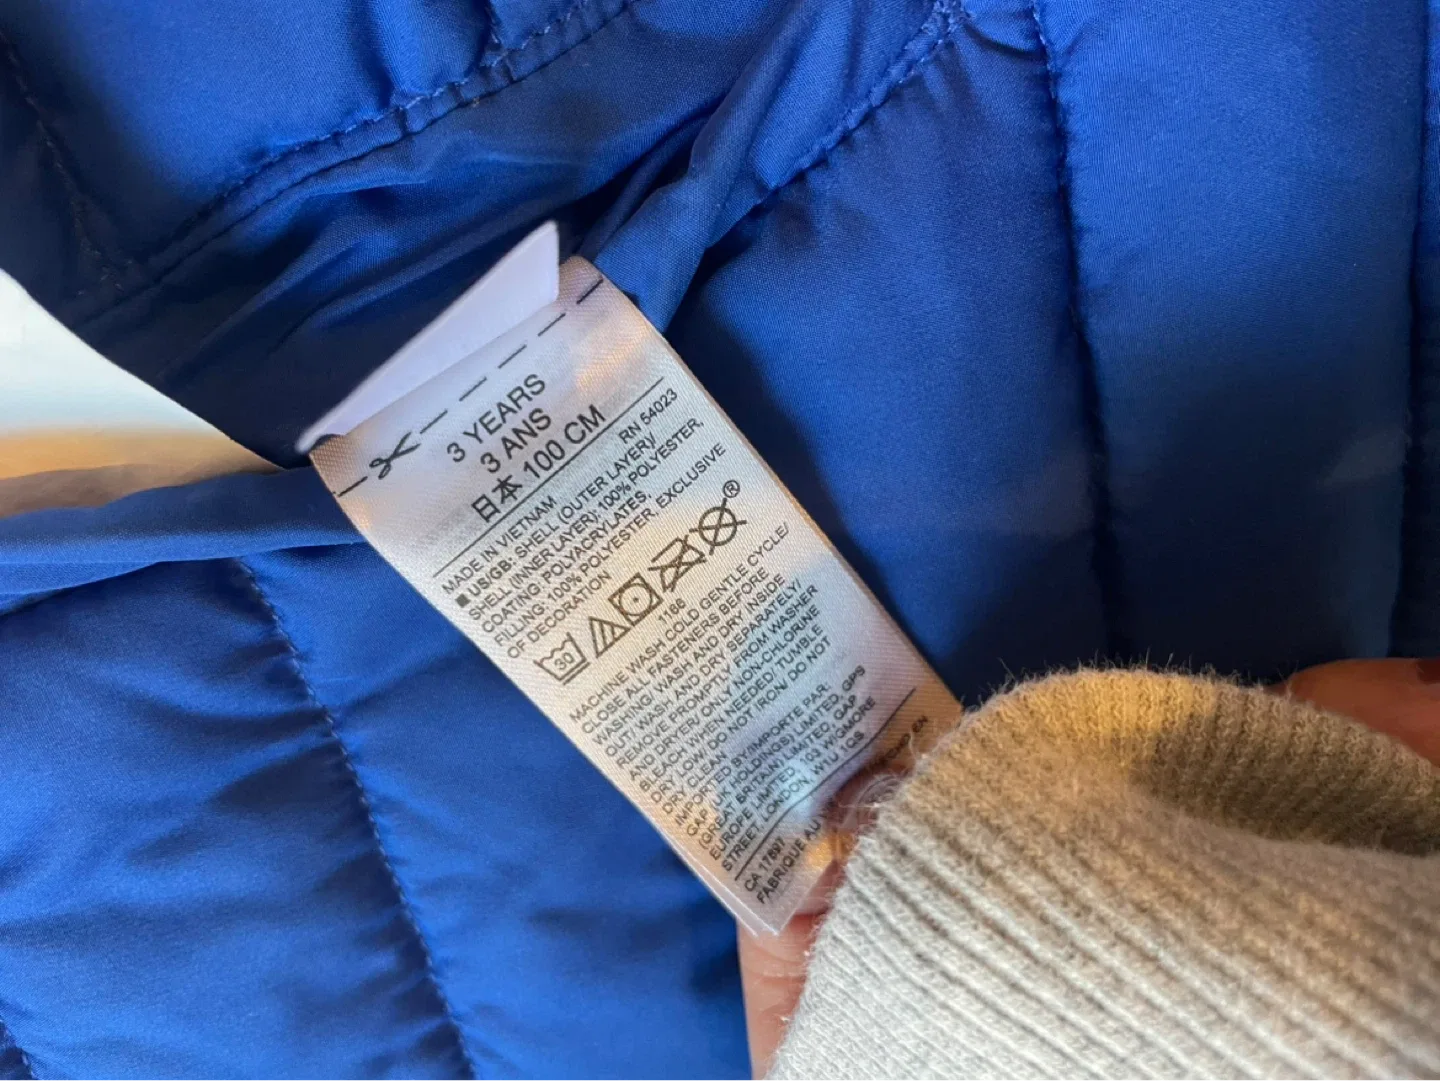 3 YEARS
3 ANS
日本 100 CM
RN 54023
MADE IN VIETNAM
■ US/GB: SHELL (OUTER LAYER)/
SHELL (INNER LAYER): 100% POLYESTER,
COATING: POLYACRYLATES.
FILLING: 100% POLYESTER. EXCLUSIVE
OF DECORATION
®
30
1166
MACHINE WASH COLD GENTLE CYCLE/
CLOSE ALL FASTENERS BEFORE
WASHING/ WASH AND DRY INSIDE
OUT/ WASH AND DRY SEPARATELY/
REMOVE PROMPTLY FROM WASHER
AND DRYER/ ONLY NON-CHLORINE
BLEACH WHEN NEEDED/ TUMBLE
DRY LOW/ DO NOT IRON/ DO NOT
DRY CLEAN
IMPORTED BY/IMPORTE PAR:
GAP (UK HOLDINGS) LIMITED, GPS
(GREAT BRITAIN) LIMITED, GAP
EUROPE LIMITED, 103 WIGMORE
STREET LONDON, W1U 1QS
CA 17897
FABRIQUÉ AU